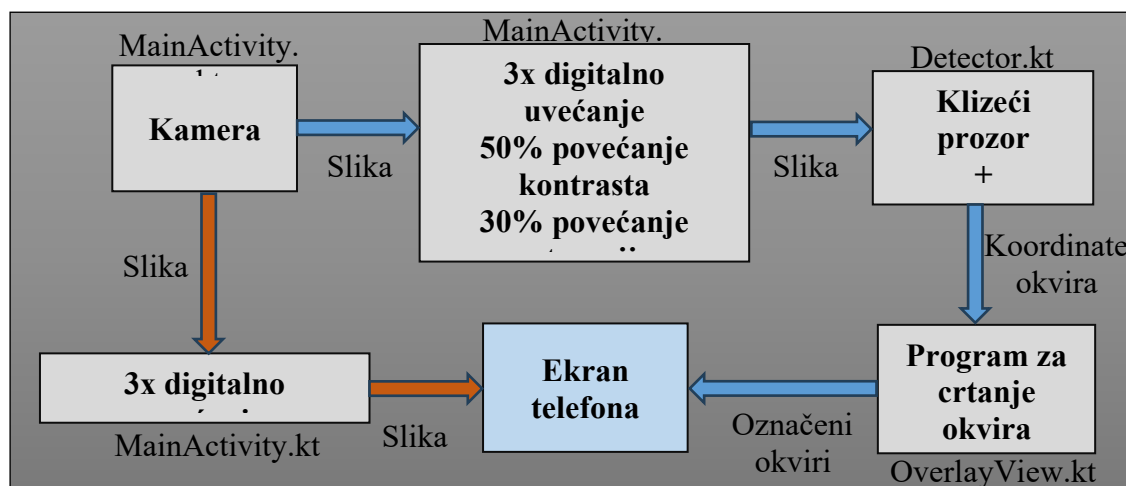 MainActivity.
Kamera
Slika
MainActivity.
3x digitalno
uvećanje
50% povećanje
kontrasta
30% povećanje
Slika
Detector.kt
Klizeći
prozor
+
Slika
Koordinate
okvira
3x digitalno
MainActivity.kt
Slika
Ekran
telefona
Označeni
okviri
Program za
crtanje
okvira
OverlayView.kt